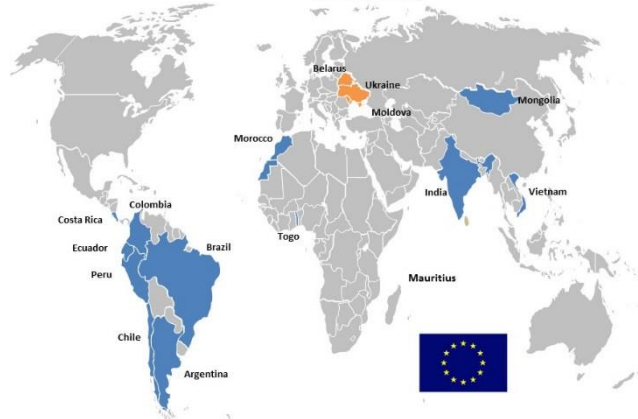 Belarus
Ukraine
Mongolia
Moldova
Morocco
India
Vietnam
Colombia
Costa Rica
Togo
Ecuador
Brazil
Peru
Mauritius
Chile
Argentina